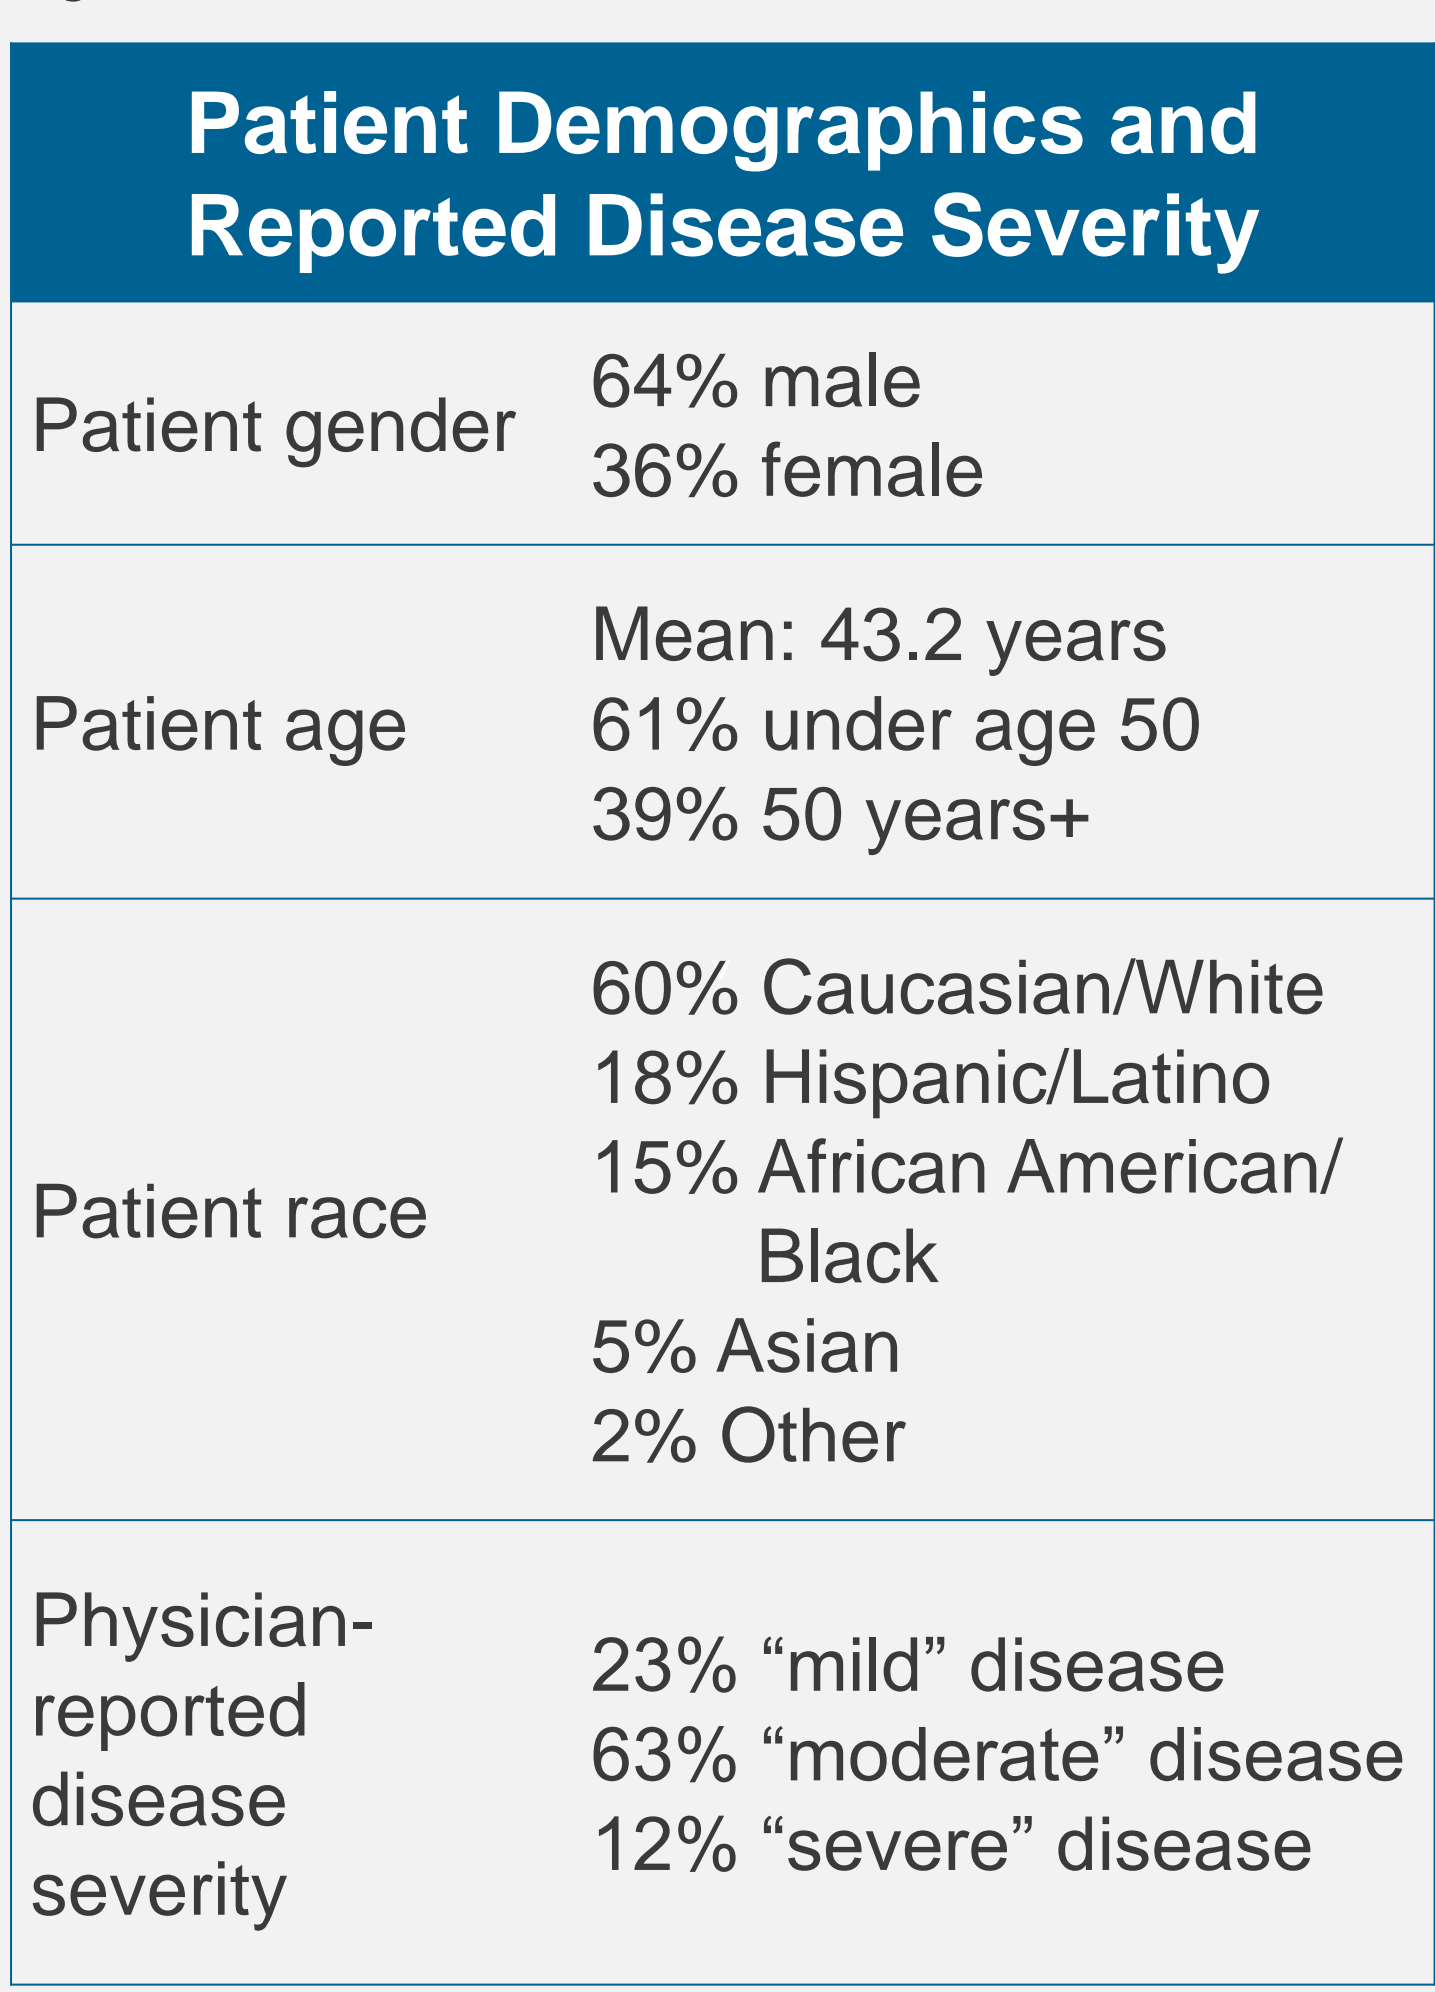 Patient Demographics and
Reported Disease Severity
Patient gender
64% male
36% female
Patient age
Mean: 43.2 years
61% under age 50
39% 50 years+
Patient race
60% Caucasian/White
18% Hispanic/Latino
15% African American/
Black
5% Asian
2% Other
Physician-
reported
disease
severity
23% “mild” disease
63% “moderate” disease
12% “severe” disease